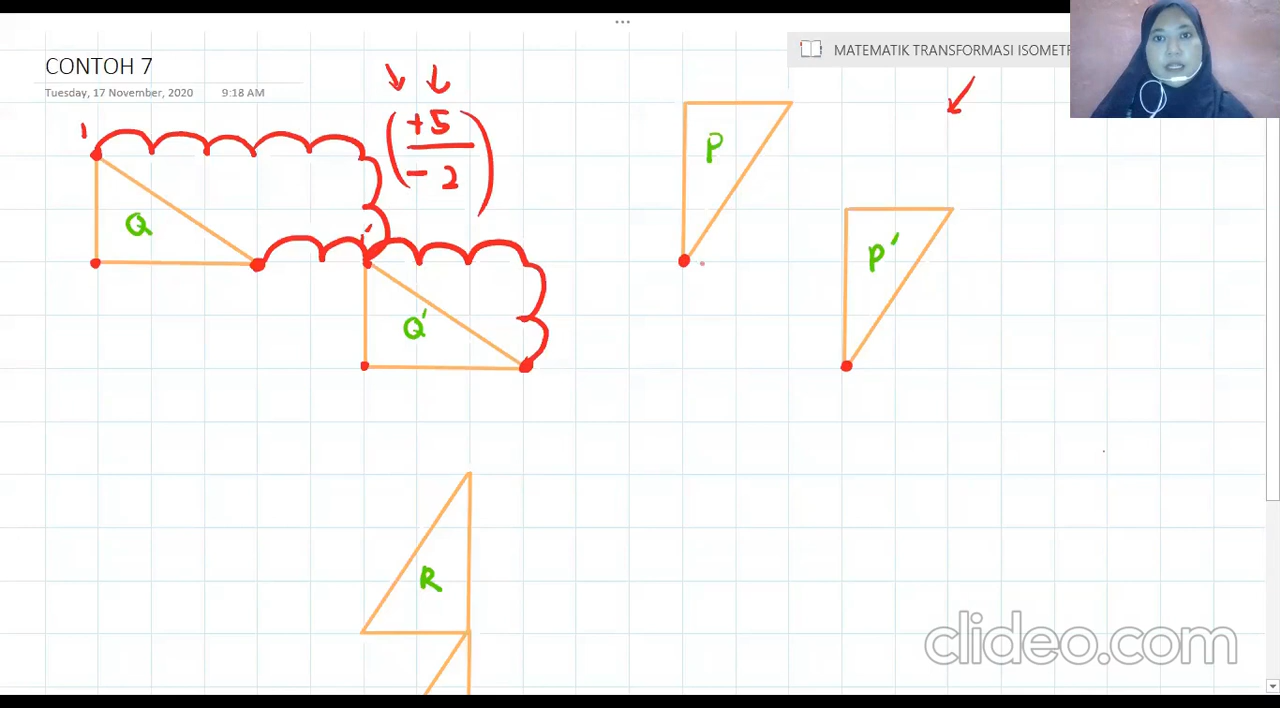 CONTOH 7
Tuesday, 17 November, 2020 9:18 AM
MATEMATIK TRANSFORMASI ISOMETR
+5
- 2
P
Q
P'
Q'
R
clideo.com